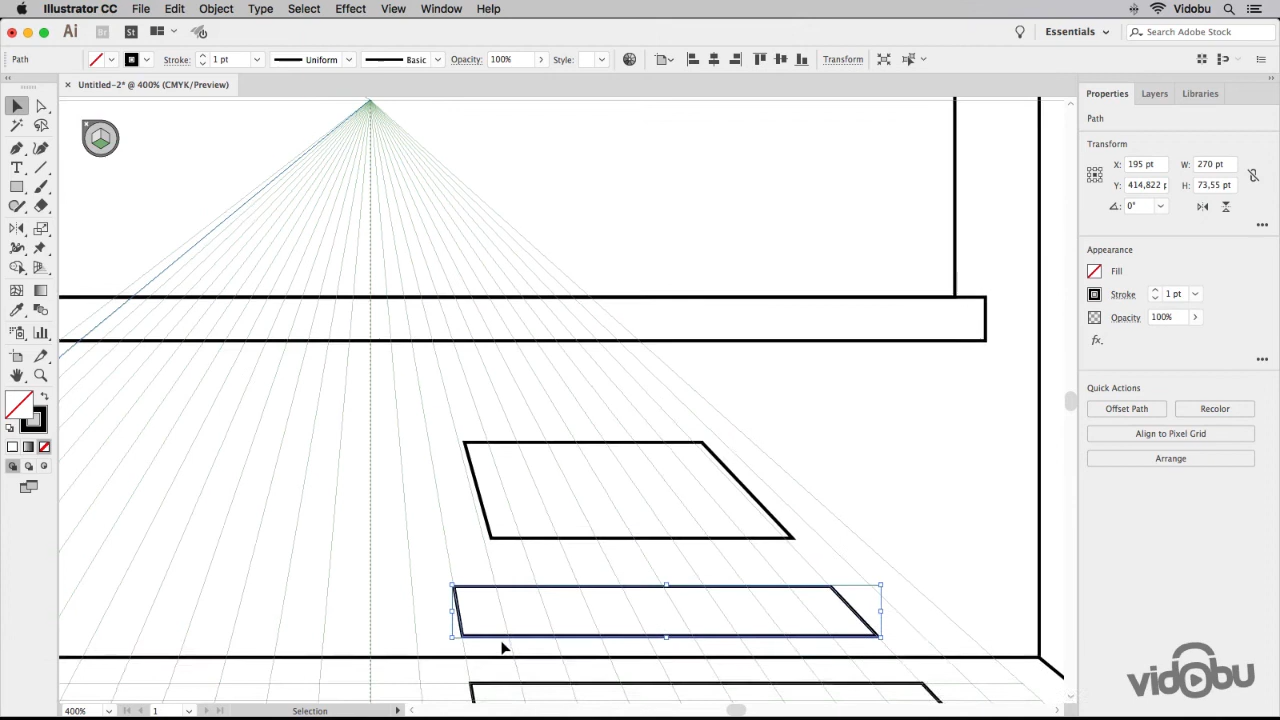 Illustrator CC File Edit Object Type Select Effect View Window Help Vidobu
Ai Br St Essentials Search Adobe Stock
Path Stroke: 1 pt Uniform Basic Opacity: 100% Style: Transform
× Untitled-2* @ 400% (CMYK/Preview)
Properties Layers Libraries
Path
Transform
X: 195 pt W: 270 pt
Y: 414,822 p H: 73,55 pt
0°
Appearance
Fill
Stroke 1 pt
Opacity 100%
fx.
Quick Actions
Offset Path Recolor
Align to Pixel Grid
Arrange
vidobu
400% 1 Selection